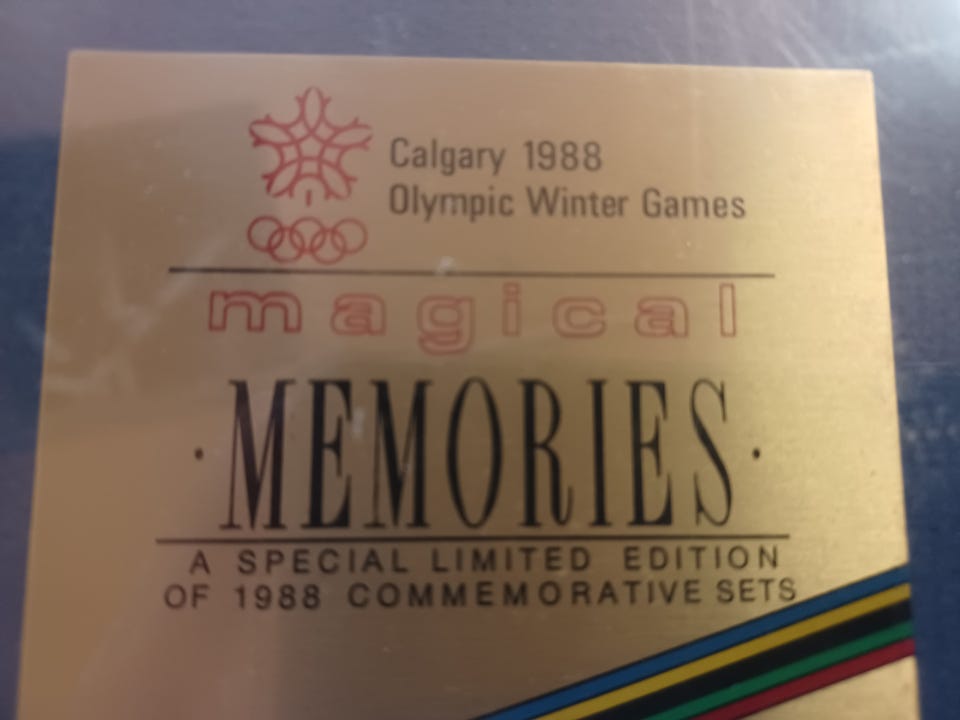 Calgary 1988
Olympic Winter Games
magical
· MEMORIES ·
A SPECIAL LIMITED EDITION
OF 1988 COMMEMORATIVE SETS